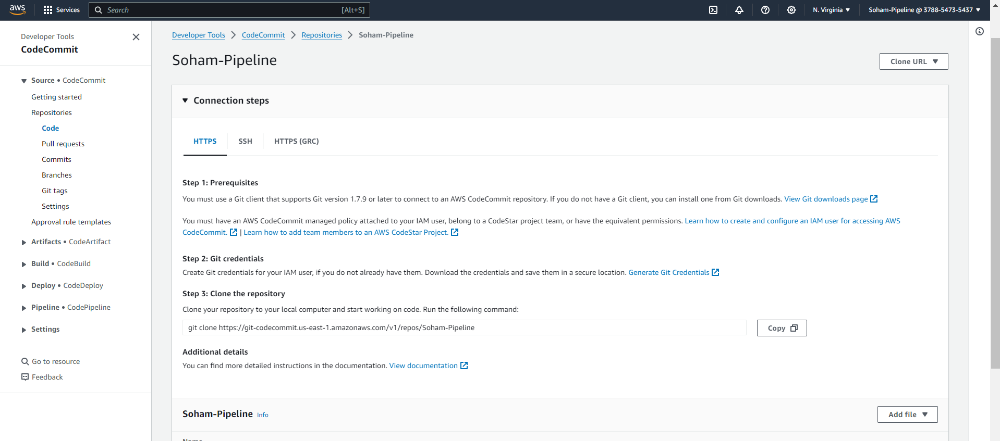 aws
Services
Search
[Alt+S]
N. Virginia
Soham-Pipeline @ 3788-5473-5437
Developer Tools
CodeCommit
Source • CodeCommit
Getting started
Repositories
Code
Pull requests
Commits
Branches
Git tags
Settings
Approval rule templates
Artifacts • CodeArtifact
Build • CodeBuild
Deploy • CodeDeploy
Pipeline • CodePipeline
Settings
Go to resource
Feedback
Developer Tools > CodeCommit > Repositories > Soham-Pipeline
Soham-Pipeline
Clone URL
Connection steps
HTTPS
SSH
HTTPS (GRC)
Step 1: Prerequisites
You must use a Git client that supports Git version 1.7.9 or later to connect to an AWS CodeCommit repository. If you do not have a Git client, you can install one from Git downloads. View Git downloads page
You must have an AWS CodeCommit managed policy attached to your IAM user, belong to a CodeStar project team, or have the equivalent permissions. Learn how to create and configure an IAM user for accessing AWS
CodeCommit. | Learn how to add team members to an AWS CodeStar Project.
Step 2: Git credentials
Create Git credentials for your IAM user, if you do not already have them. Download the credentials and save them in a secure location. Generate Git Credentials
Step 3: Clone the repository
Clone your repository to your local computer and start working on code. Run the following command:
git clone https://git-codecommit.us-east-1.amazonaws.com/v1/repos/Soham-Pipeline
Copy
Additional details
You can find more detailed instructions in the documentation. View documentation
Soham-Pipeline Info
Add file
Name